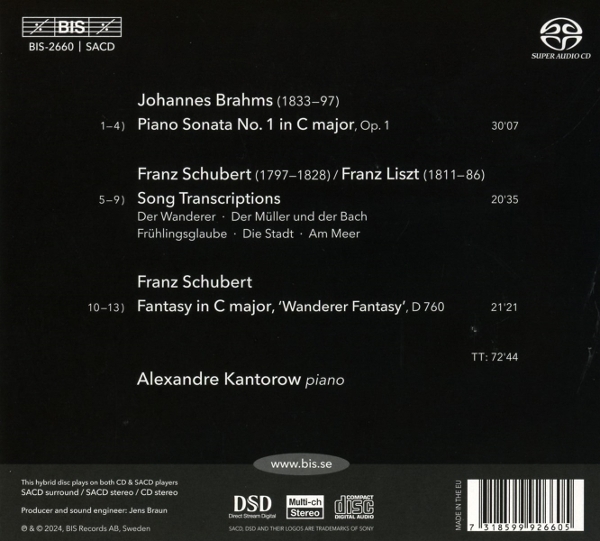 BIS
BIS-2660 | SACD
SUPER AUDIO CD
Johannes Brahms (1833–97)
1–4) Piano Sonata No. 1 in C major, Op. 1 30'07
Franz Schubert (1797–1828) / Franz Liszt (1811–86)
5–9) Song Transcriptions 20'35
Der Wanderer · Der Müller und der Bach
Frühlingsglaube · Die Stadt · Am Meer
Franz Schubert
10–13) Fantasy in C major, ‘Wanderer Fantasy’, D 760 21'21
TT: 72'44
Alexandre Kantorow piano
www.bis.se
This hybrid disc plays on both CD & SACD players
SACD surround / SACD stereo / CD stereo
Producer and sound engineer: Jens Braun
℗ & © 2024, BIS Records AB, Sweden
DSD
Direct Stream Digital
Multi-ch
Stereo
COMPACT
disc
DIGITAL AUDIO
SACD, DSD AND THEIR LOGOS ARE TRADEMARKS OF SONY
MADE IN THE EU
7 318599 926605